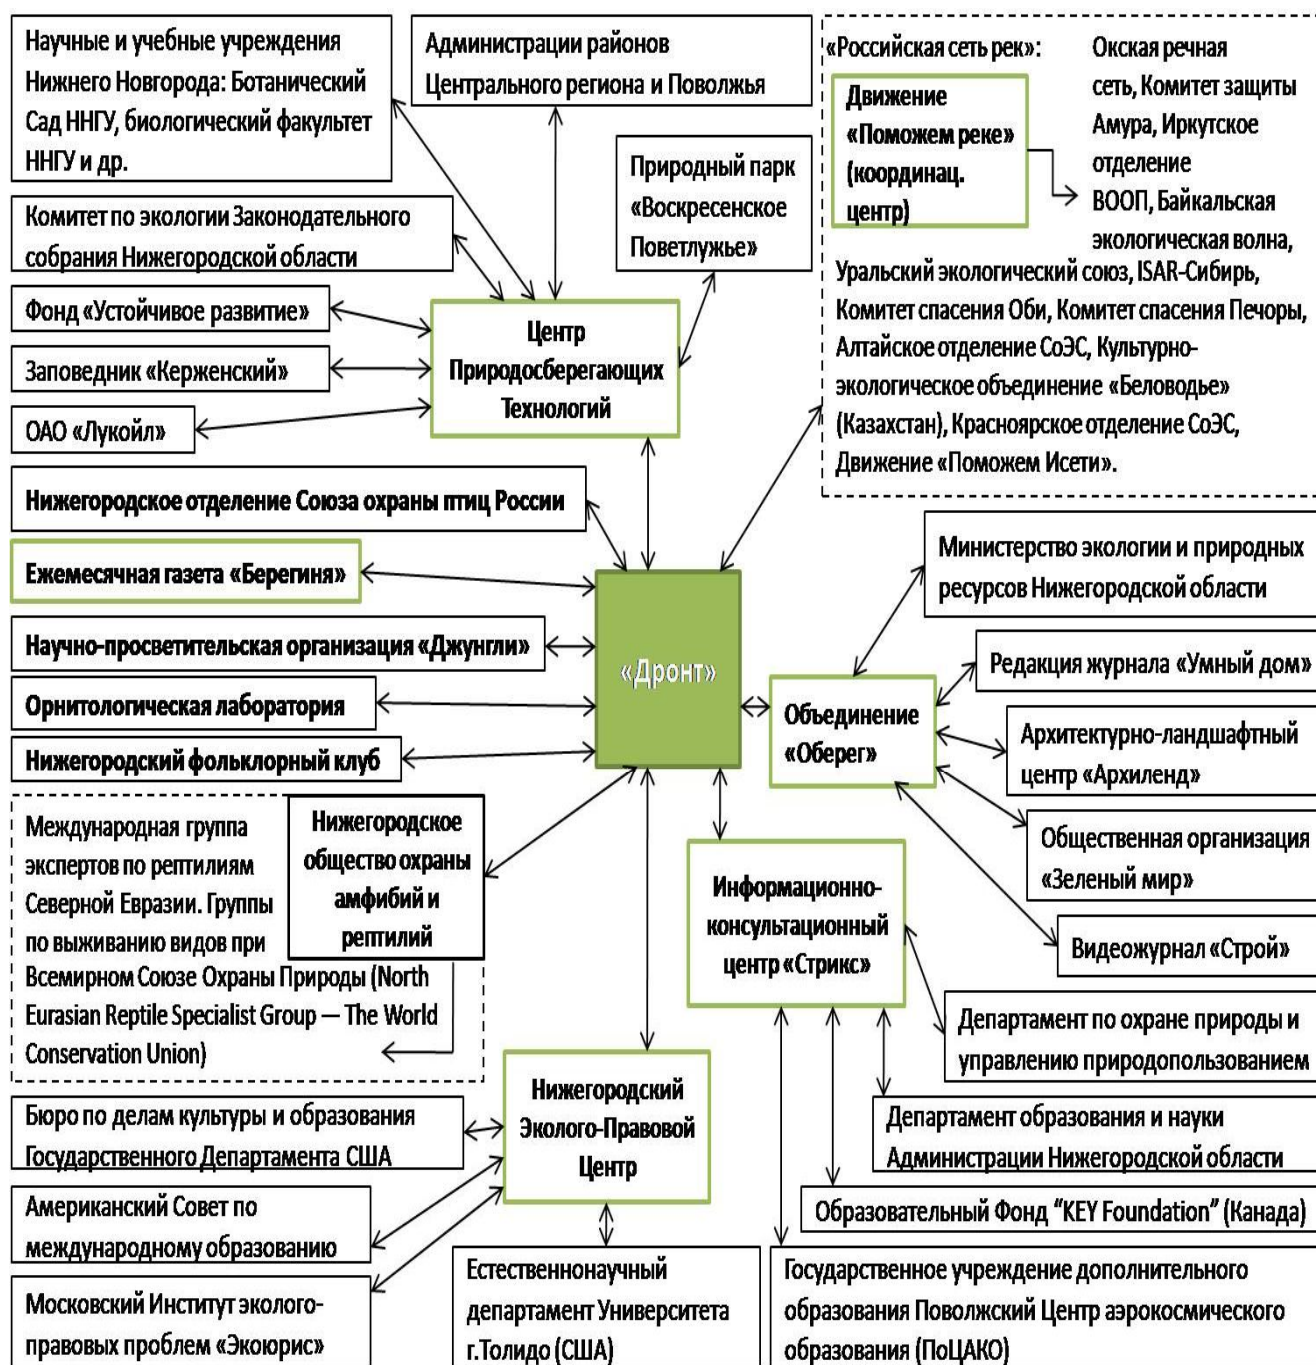 Научные и учебные учреждения
Нижнего Новгорода: Ботанический
Сад ННГУ, биологический факультет
ННГУ и др.
Администрации районов
Центрального региона и Поволжья
«Российская сеть рек»:
Движение
«Поможем реке»
(координац.
центр)
Окская речная
сеть, Комитет защиты
Амура, Иркутское
отделение
ВООП, Байкальская
экологическая волна,
Уральский экологический союз, ISAR-Сибирь,
Комитет спасения Оби, Комитет спасения Печоры,
Алтайское отделение СоЭС, Культурно-
экологическое объединение «Беловодье»
(Казахстан), Красноярское отделение СоЭС,
Движение «Поможем Исети».
Природный парк
«Воскресенское
Поветлужье»
Комитет по экологии Законодательного
собрания Нижегородской области
Фонд «Устойчивое развитие»
Заповедник «Керженский»
ОАО «Лукойл»
Центр
Природосберегающих
Технологий
Нижегородское отделение Союза охраны птиц России
Ежемесячная газета «Берегиня»
Научно-просветительская организация «Джунгли»
Орнитологическая лаборатория
Нижегородский фольклорный клуб
«Дронт»
Министерство экологии и природных
ресурсов Нижегородской области
Редакция журнала «Умный дом»
Объединение
«Оберег»
Архитектурно-ландшафтный
центр «Архиленд»
Общественная организация
«Зеленый мир»
Видеожурнал «Строй»
Международная группа
экспертов по рептилиям
Северной Евразии. Группы
по выживанию видов при
Всемирном Союзе Охраны Природы (North
Eurasian Reptile Specialist Group — The World
Conservation Union)
Нижегородское
общество охраны
амфибий и
рептилий
Информационно-
консультационный
центр «Стрикс»
Департамент по охране природы и
управлению природопользованием
Департамент образования и науки
Администрации Нижегородской области
Образовательный Фонд “KEY Foundation” (Канада)
Государственное учреждение дополнительного
образования Поволжский Центр аэрокосмического
образования (ПоЦАКО)
Нижегородский
Эколого-Правовой
Центр
Бюро по делам культуры и образования
Государственного Департамента США
Американский Совет по
международному образованию
Московский Институт эколого-
правовых проблем «Экоюрис»
Естественнонаучный
департамент Университета
г.Толидо (США)